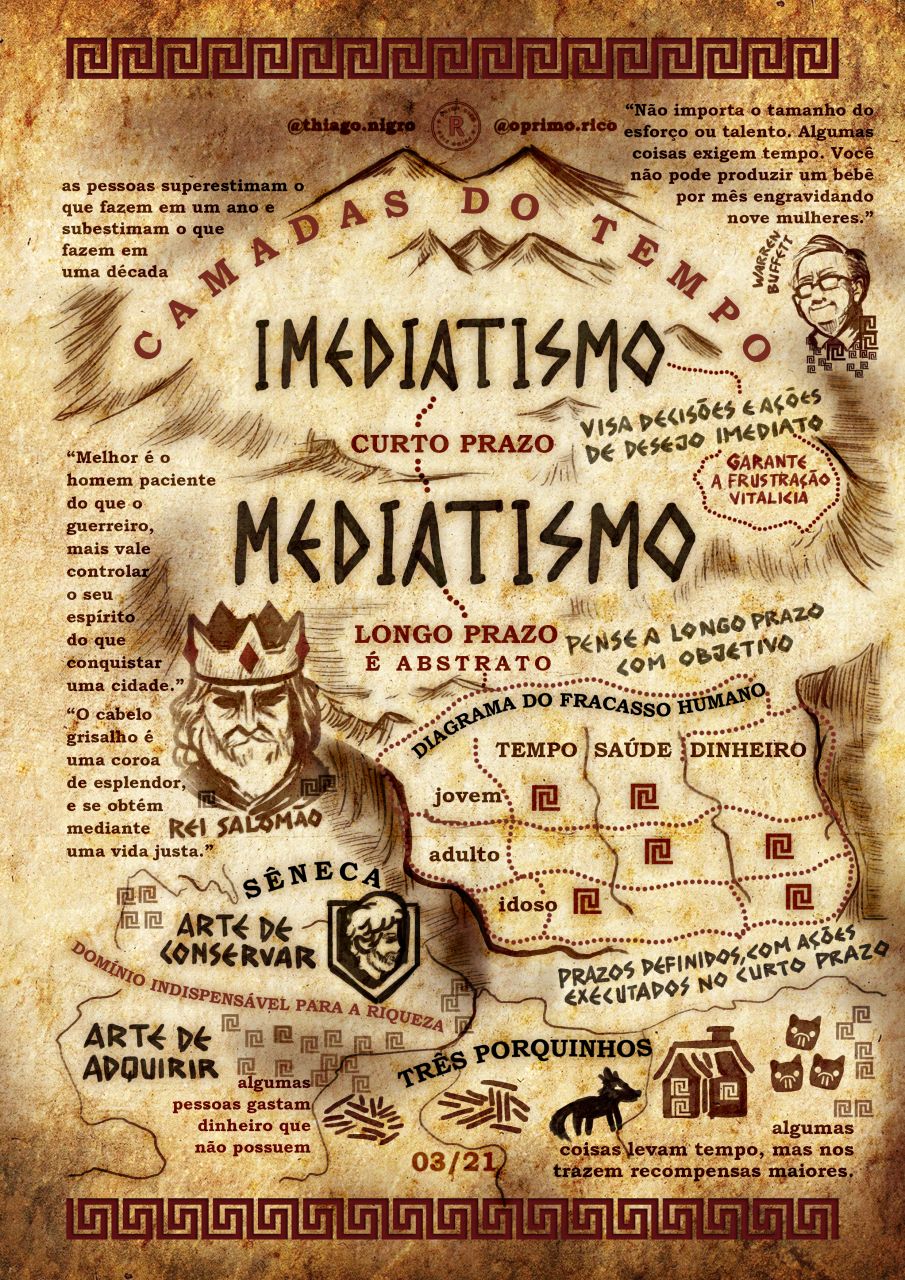 @thiago.nigro
R
@oprimo.rico
"Não importa o tamanho do
esforço ou talento. Algumas
coisas exigem tempo. Você
não pode produzir um bebê
por mês engravidando
nove mulheres."
WARREN
BUFFETT
as pessoas superestimam o
que fazem em um ano e
subestimam o que
fazem em
uma década
CAMADAS DO TEMPO
IMEDIATISMO
CURTO PRAZO
VISA DECISÕES E AÇÕES
DE DESEJO IMEDIATO
GARANTE
A FRUSTRAÇÃO
VITALICIA
"Melhor é o
homem paciente
do que o
guerreiro,
mais vale
controlar
o seu
espírito
do que
conquistar
uma cidade."
"O cabelo
grisalho é
uma coroa
de esplendor,
e se obtém
mediante
uma vida justa."
REI SALOMÃO
MEDIATISMO
LONGO PRAZO
É ABSTRATO
PENSE A LONGO PRAZO
COM OBJETIVO
DIAGRAMA DO FRACASSO HUMANO
TEMPO SAÚDE DINHEIRO
jovem
adulto
idoso
PRAZOS DEFINIDOS, COM AÇÕES
EXECUTADOS NO CURTO PRAZO
SÊNECA
ARTE DE
CONSERVAR
DOMÍNIO INDISPENSÁVEL PARA A RIQUEZA
ARTE DE
ADQUIRIR
algumas
pessoas gastam
dinheiro que
não possuem
TRÊS PORQUINHOS
algumas
coisas levam tempo, mas nos
trazem recompensas maiores.
03/21